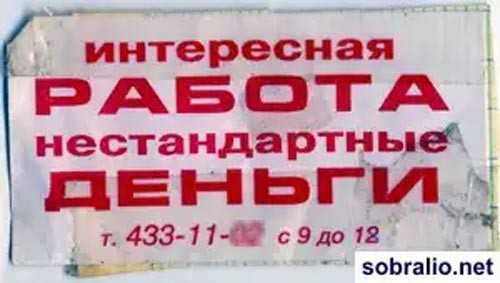 интересная
РАБОТА
нестандартные
ДЕНЬГИ
т. 433-11- с 9 до 12
sobralio.net